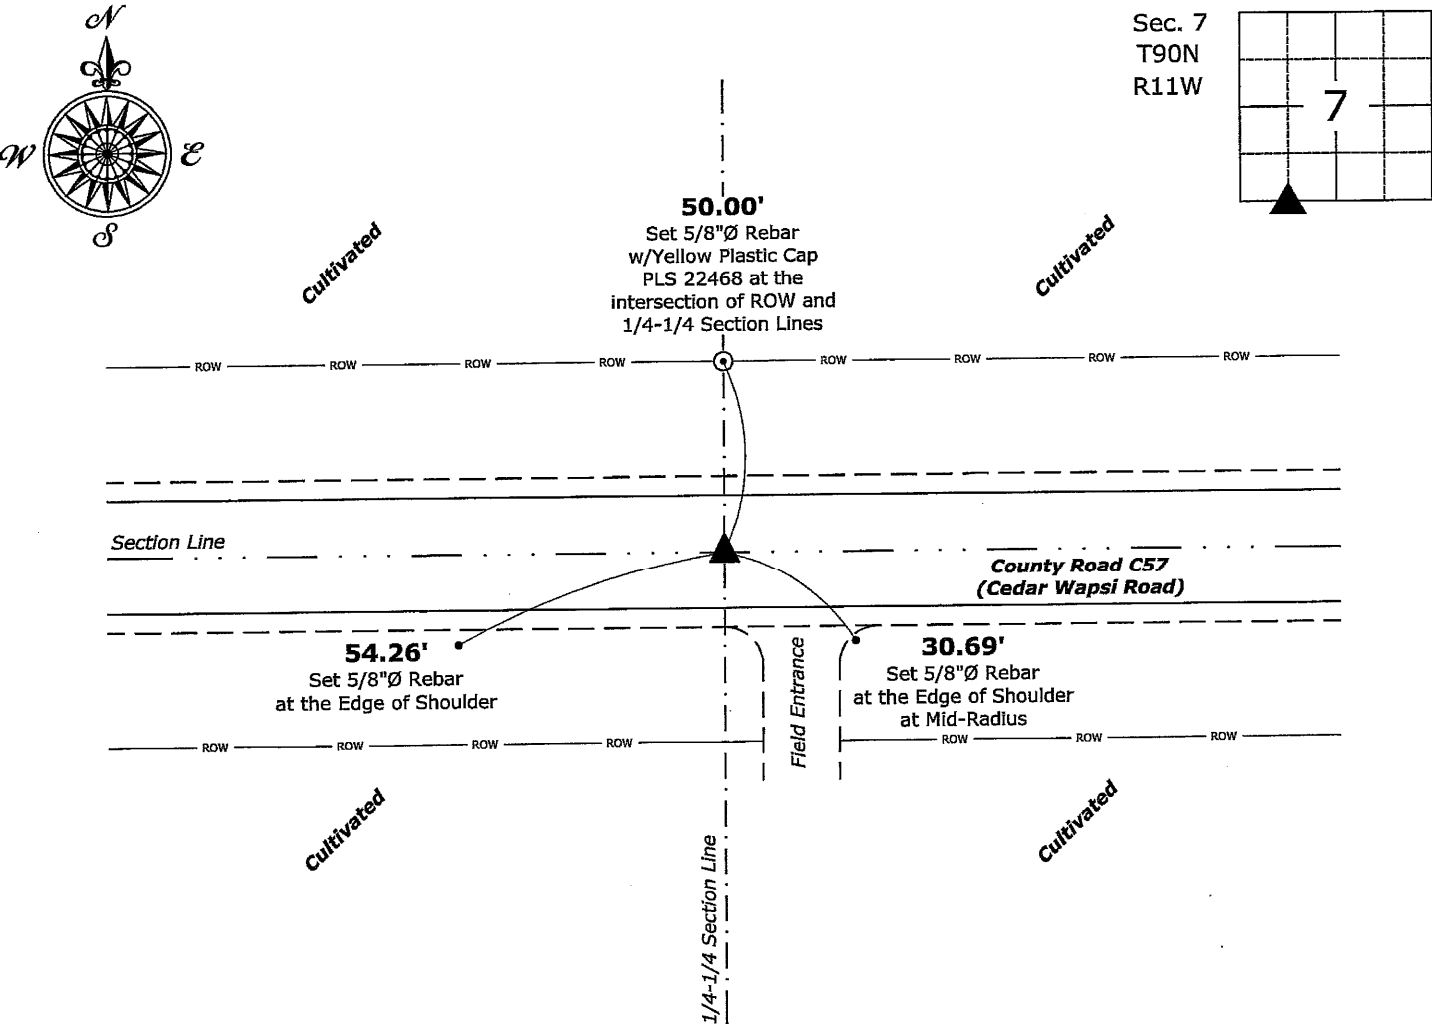 N
W
E
S
Sec. 7
T90N
R11W
7
50.00'
Set 5/8"Ø Rebar
w/Yellow Plastic Cap
PLS 22468 at the
intersection of ROW and
1/4-1/4 Section Lines
Cultivated
Cultivated
ROW ROW ROW ROW ROW ROW ROW ROW
Section Line
County Road C57
(Cedar Wapsi Road)
54.26'
Set 5/8"Ø Rebar
at the Edge of Shoulder
Field Entrance
30.69'
Set 5/8"Ø Rebar
at the Edge of Shoulder
at Mid-Radius
ROW ROW ROW ROW ROW ROW ROW
Cultivated
Cultivated
1/4-1/4 Section Line